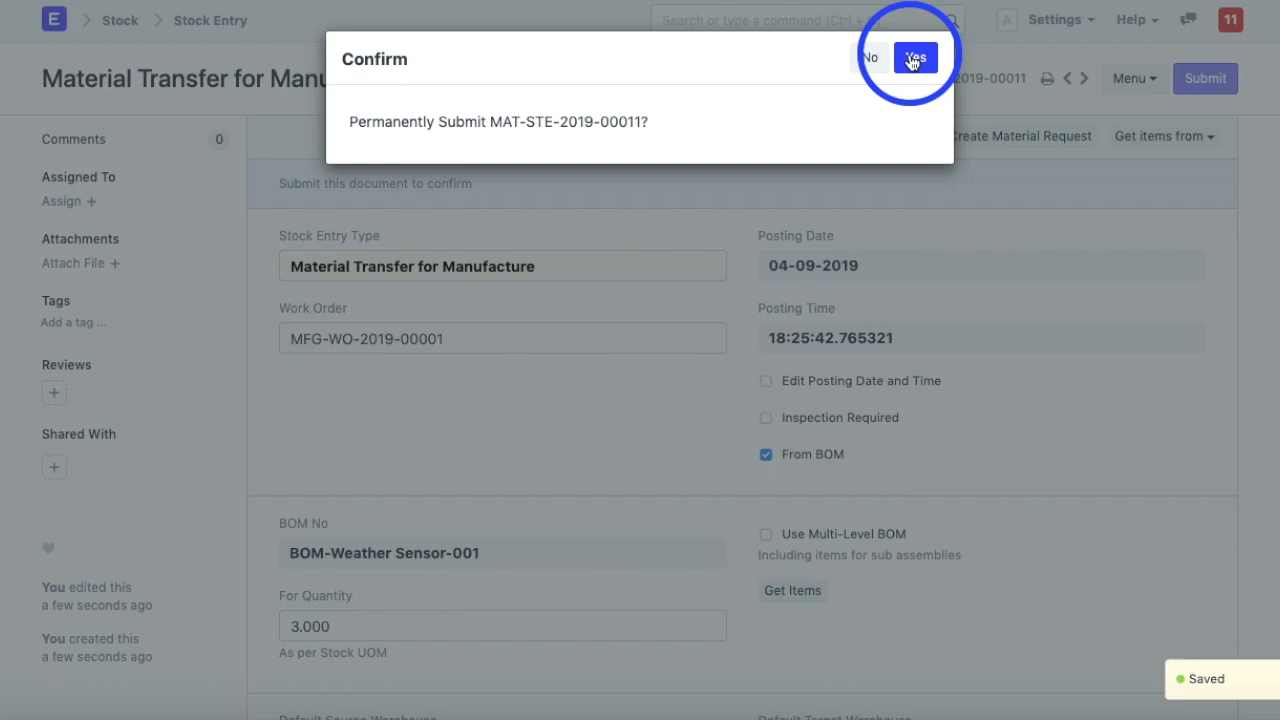 E
Stock
Stock Entry
Search or type a command (Ctrl +
A
Settings
Help
11
Confirm
No
Yes
Permanently Submit MAT-STE-2019-00011?
Material Transfer for Manu
2019-00011
Menu
Submit
Comments
0
Create Material Request
Get items from
Assigned To
Assign +
Submit this document to confirm
Attachments
Attach File +
Stock Entry Type
Material Transfer for Manufacture
Posting Date
04-09-2019
Tags
Add a tag ...
Work Order
MFG-WO-2019-00001
Posting Time
18:25:42.765321
Reviews
+
Edit Posting Date and Time
Inspection Required
From BOM
Shared With
+
BOM No
BOM-Weather Sensor-001
Use Multi-Level BOM
Including items for sub assemblies
Get Items
For Quantity
3.000
As per Stock UOM
You edited this
a few seconds ago
You created this
a few seconds ago
Saved
Default Source Warehouse
Default Target Warehouse